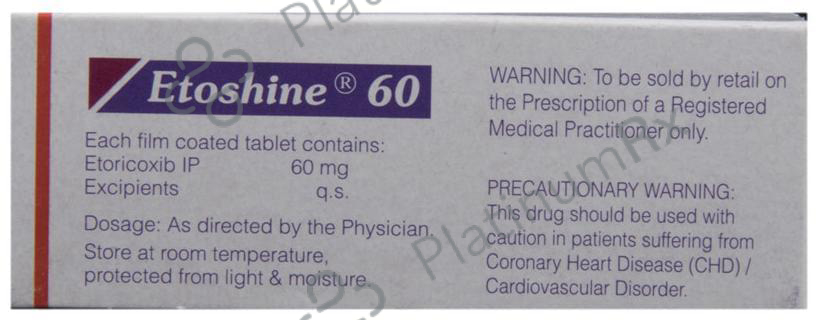 Etoshine® 60
Each film coated tablet contains:
Etoricoxib IP 60 mg
Excipients q.s.
Dosage: As directed by the Physician.
Store at room temperature,
protected from light & moisture.
WARNING: To be sold by retail on
the Prescription of a Registered
Medical Practitioner only.
PRECAUTIONARY WARNING:
This drug should be used with
caution in patients suffering from
Coronary Heart Disease (CHD) /
Cardiovascular Disorder.
PlatinumRx